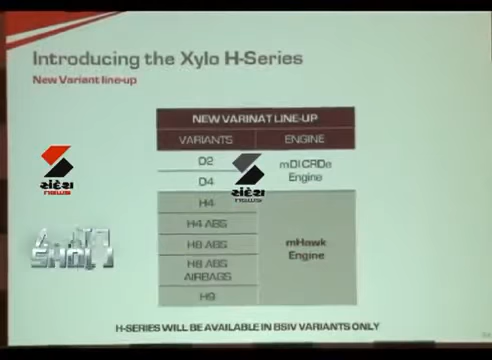 Introducing the Xylo H-Series
New Variant line-up
NEW VARINAT LINE-UP
VARIANTS ENGINE
D2
D4
mDI CRDe
Engine
H4
H4 ABS
H8 ABS
H8 ABS
AIRBAGS
H9
mHawk
Engine
સંદેશ
NEWS
સંદેશ
NEWS
H-SERIES WILL BE AVAILABLE IN BSIV VARIANTS ONLY